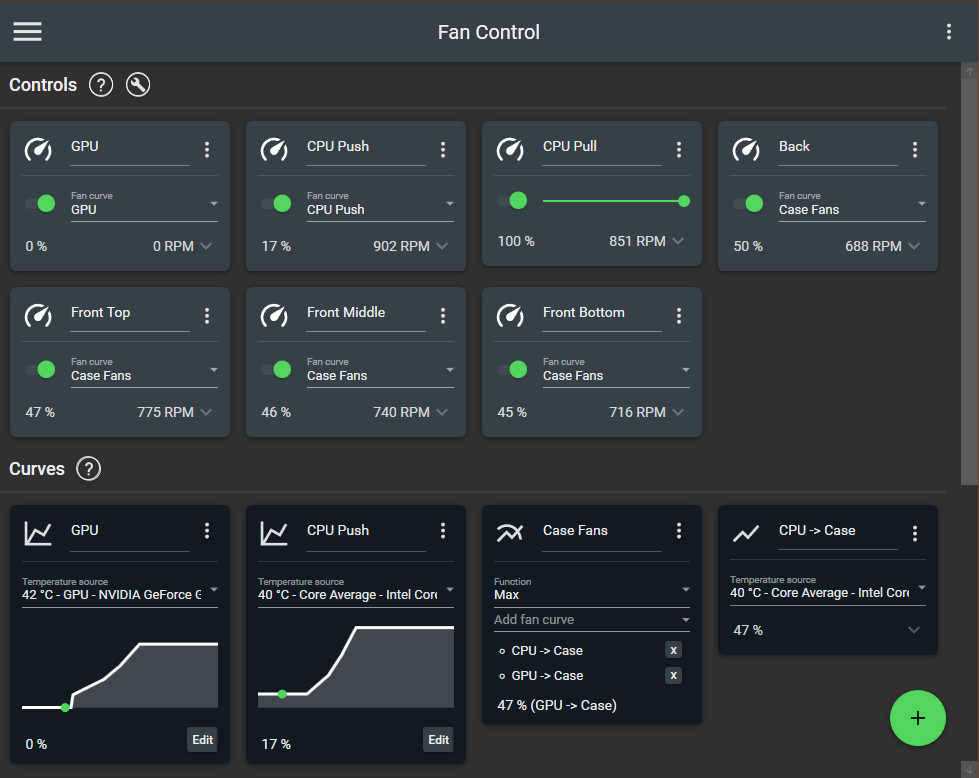 Fan Control
Controls ?
GPU
Fan curve
GPU
0 % 0 RPM
CPU Push
Fan curve
CPU Push
17 % 902 RPM
CPU Pull
100 % 851 RPM
Back
Fan curve
Case Fans
50 % 688 RPM
Front Top
Fan curve
Case Fans
47 % 775 RPM
Front Middle
Fan curve
Case Fans
46 % 740 RPM
Front Bottom
Fan curve
Case Fans
45 % 716 RPM
Curves ?
GPU
Temperature source
42 °C - GPU - NVIDIA GeForce G
0 % Edit
CPU Push
Temperature source
40 °C - Core Average - Intel Core
17 % Edit
Case Fans
Function
Max
Add fan curve
CPU -> Case x
GPU -> Case x
47 % (GPU -> Case)
CPU -> Case
Temperature source
40 °C - Core Average - Intel Core
47 %
+